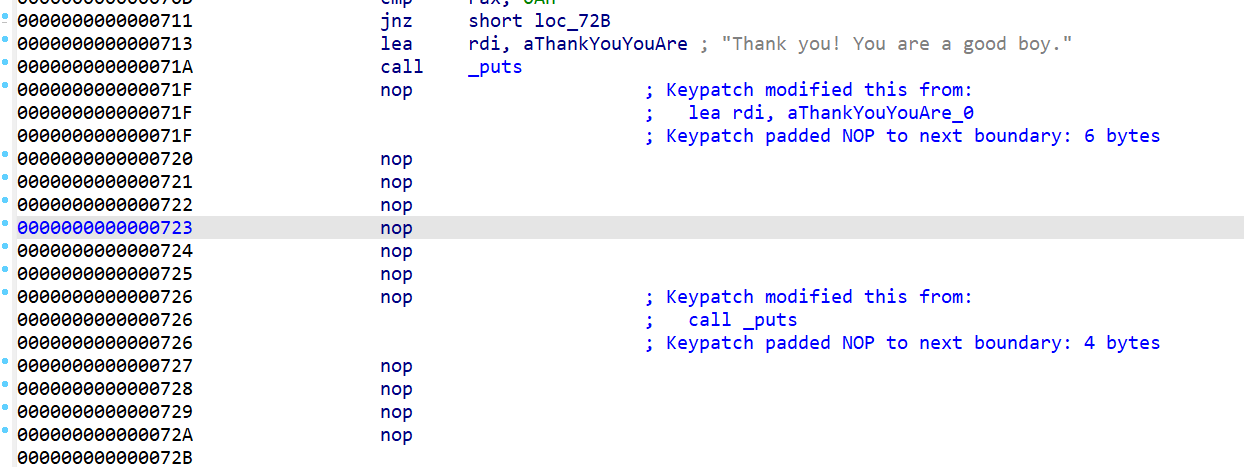 cmp rax, 0Ah
0000000000000711 jnz short loc_72B
0000000000000713 lea rdi, aThankYouYouAre ; "Thank you! You are a good boy."
000000000000071A call _puts
000000000000071F nop ; Keypatch modified this from:
000000000000071F ; lea rdi, aThankYouYouAre_0
000000000000071F ; Keypatch padded NOP to next boundary: 6 bytes
0000000000000720 nop
0000000000000721 nop
0000000000000722 nop
0000000000000723 nop
0000000000000724 nop
0000000000000725 nop
0000000000000726 nop ; Keypatch modified this from:
0000000000000726 ; call _puts
0000000000000726 ; Keypatch padded NOP to next boundary: 4 bytes
0000000000000727 nop
0000000000000728 nop
0000000000000729 nop
000000000000072A nop
000000000000072B